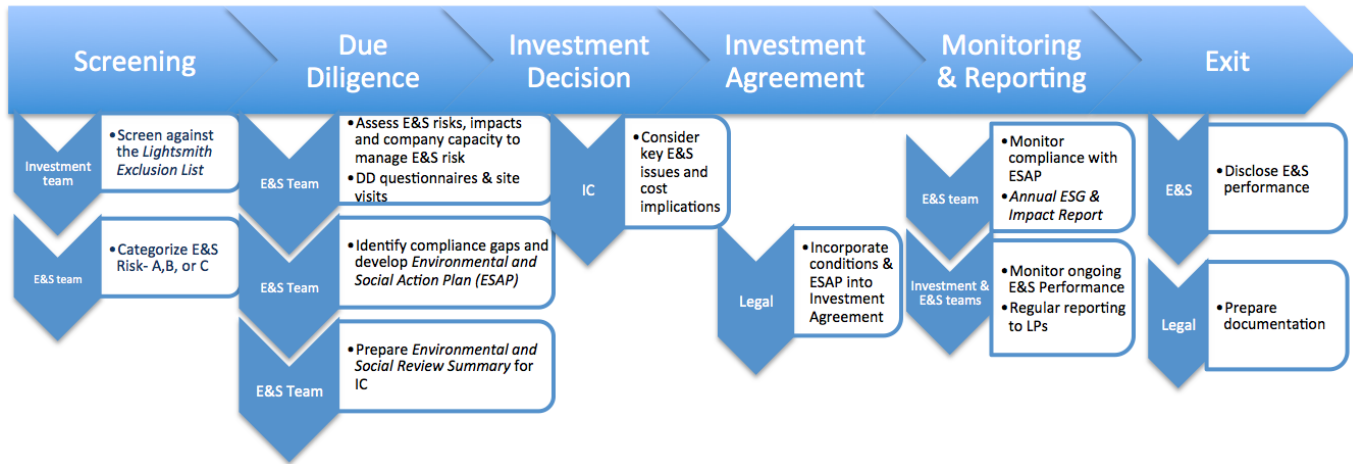 Screening
Due
Diligence
Investment
Decision
Investment
Agreement
Monitoring
& Reporting
Exit
Investment
team
•Screen against
the Lightsmith
Exclusion List
E&S team
•Categorize E&S
Risk- A,B, or C
E&S Team
•Assess E&S risks, impacts
and company capacity to
manage E&S risk
•DD questionnaires & site
visits
E&S Team
•Identify compliance gaps and
develop Environmental and
Social Action Plan (ESAP)
E&S Team
•Prepare Environmental and
Social Review Summary for
IC
IC
•Consider
key E&S
issues and
cost
implications
Legal
•Incorporate
conditions &
ESAP into
Investment
Agreement
E&S team
•Monitor
compliance with
ESAP
•Annual ESG &
Impact Report
Investment &
E&S teams
•Monitor ongoing
E&S Performance
•Regular reporting
to LPs
E&S
•Disclose E&S
performance
Legal
•Prepare
documentation